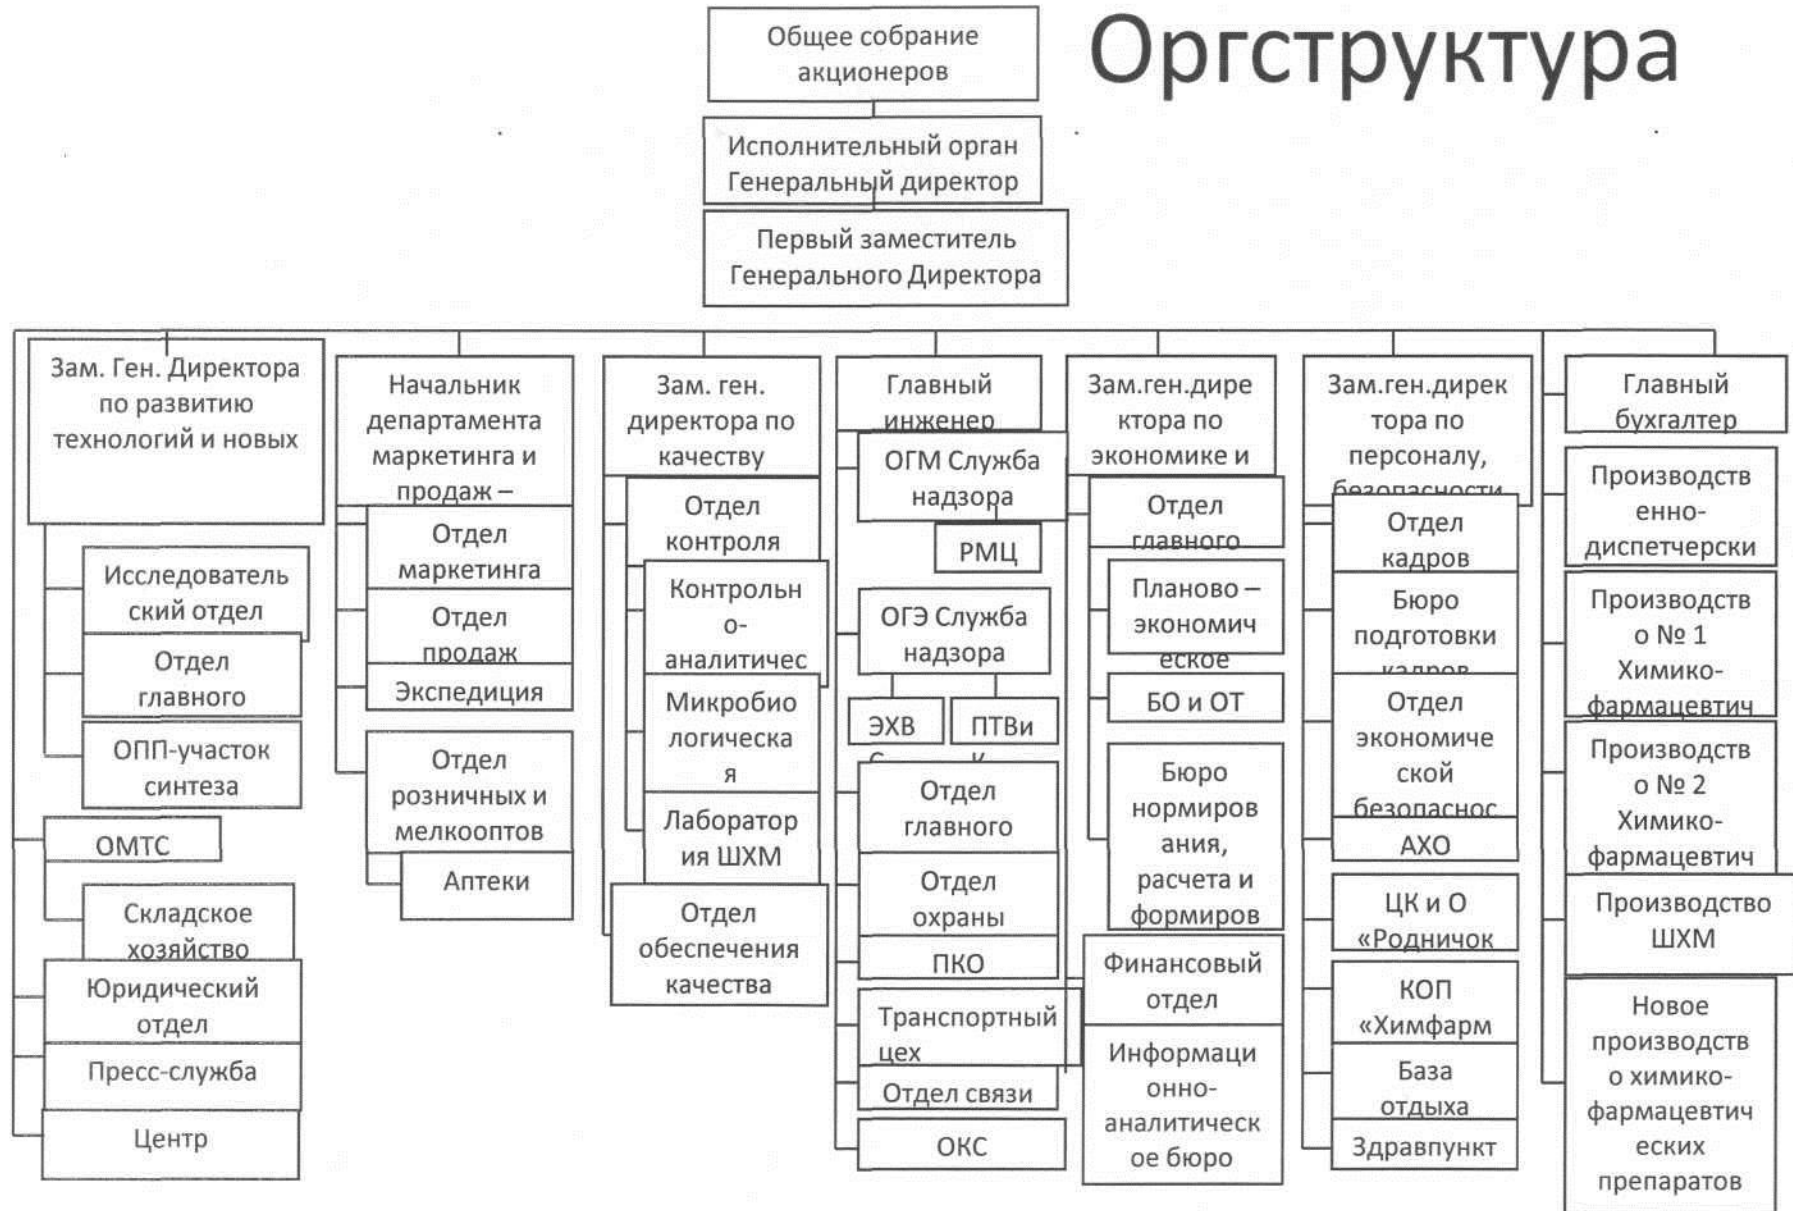 Оргструктура
Общее собрание
акционеров
Исполнительный орган
Генеральный директор
Первый заместитель
Генерального Директора
Зам. Ген. Директора
по развитию
технологий и новых
Исследователь
ский отдел
Отдел
главного
ОПП-участок
синтеза
ОМТС
Складское
хозяйство
Юридический
отдел
Пресс-служба
Центр
Начальник
департамента
маркетинга и
продаж –
Отдел
маркетинга
Отдел
продаж
Экспедиция
Отдел
розничных и
мелкооптов
Аптеки
Зам. ген.
директора по
качеству
Отдел
контроля
Контрольн
о-
аналитичес
Микробио
логическа
я
Лаборатор
ия ШХМ
Отдел
обеспечения
качества
Главный
инженер
ОГМ Служба
надзора
РМЦ
ОГЭ Служба
надзора
ЭХВ
С
ПТВи
К
Отдел
главного
Отдел
охраны
ПКО
Транспортный
цех
Отдел связи
ОКС
Зам.ген.дире
ктора по
экономике и
Отдел
главного
Планово –
экономич
еское
БО и ОТ
Бюро
нормиров
ания,
расчета и
формиров
Финансовый
отдел
Информаци
онно-
аналитическ
ое бюро
Зам.ген.дирек
тора по
персоналу,
безопасности
Отдел
кадров
Бюро
подготовки
кадров
Отдел
экономиче
ской
безопаснос
АХО
ЦК и О
«Родничок
КОП
«Химфарм
База
отдыха
Здравпункт
Главный
бухгалтер
Производств
енно-
диспетчерски
Производств
о № 1
Химико-
фармацевтич
Производств
о № 2
Химико-
фармацевтич
Производство
ШХМ
Новое
производств
о химико-
фармацевтич
еских
препаратов